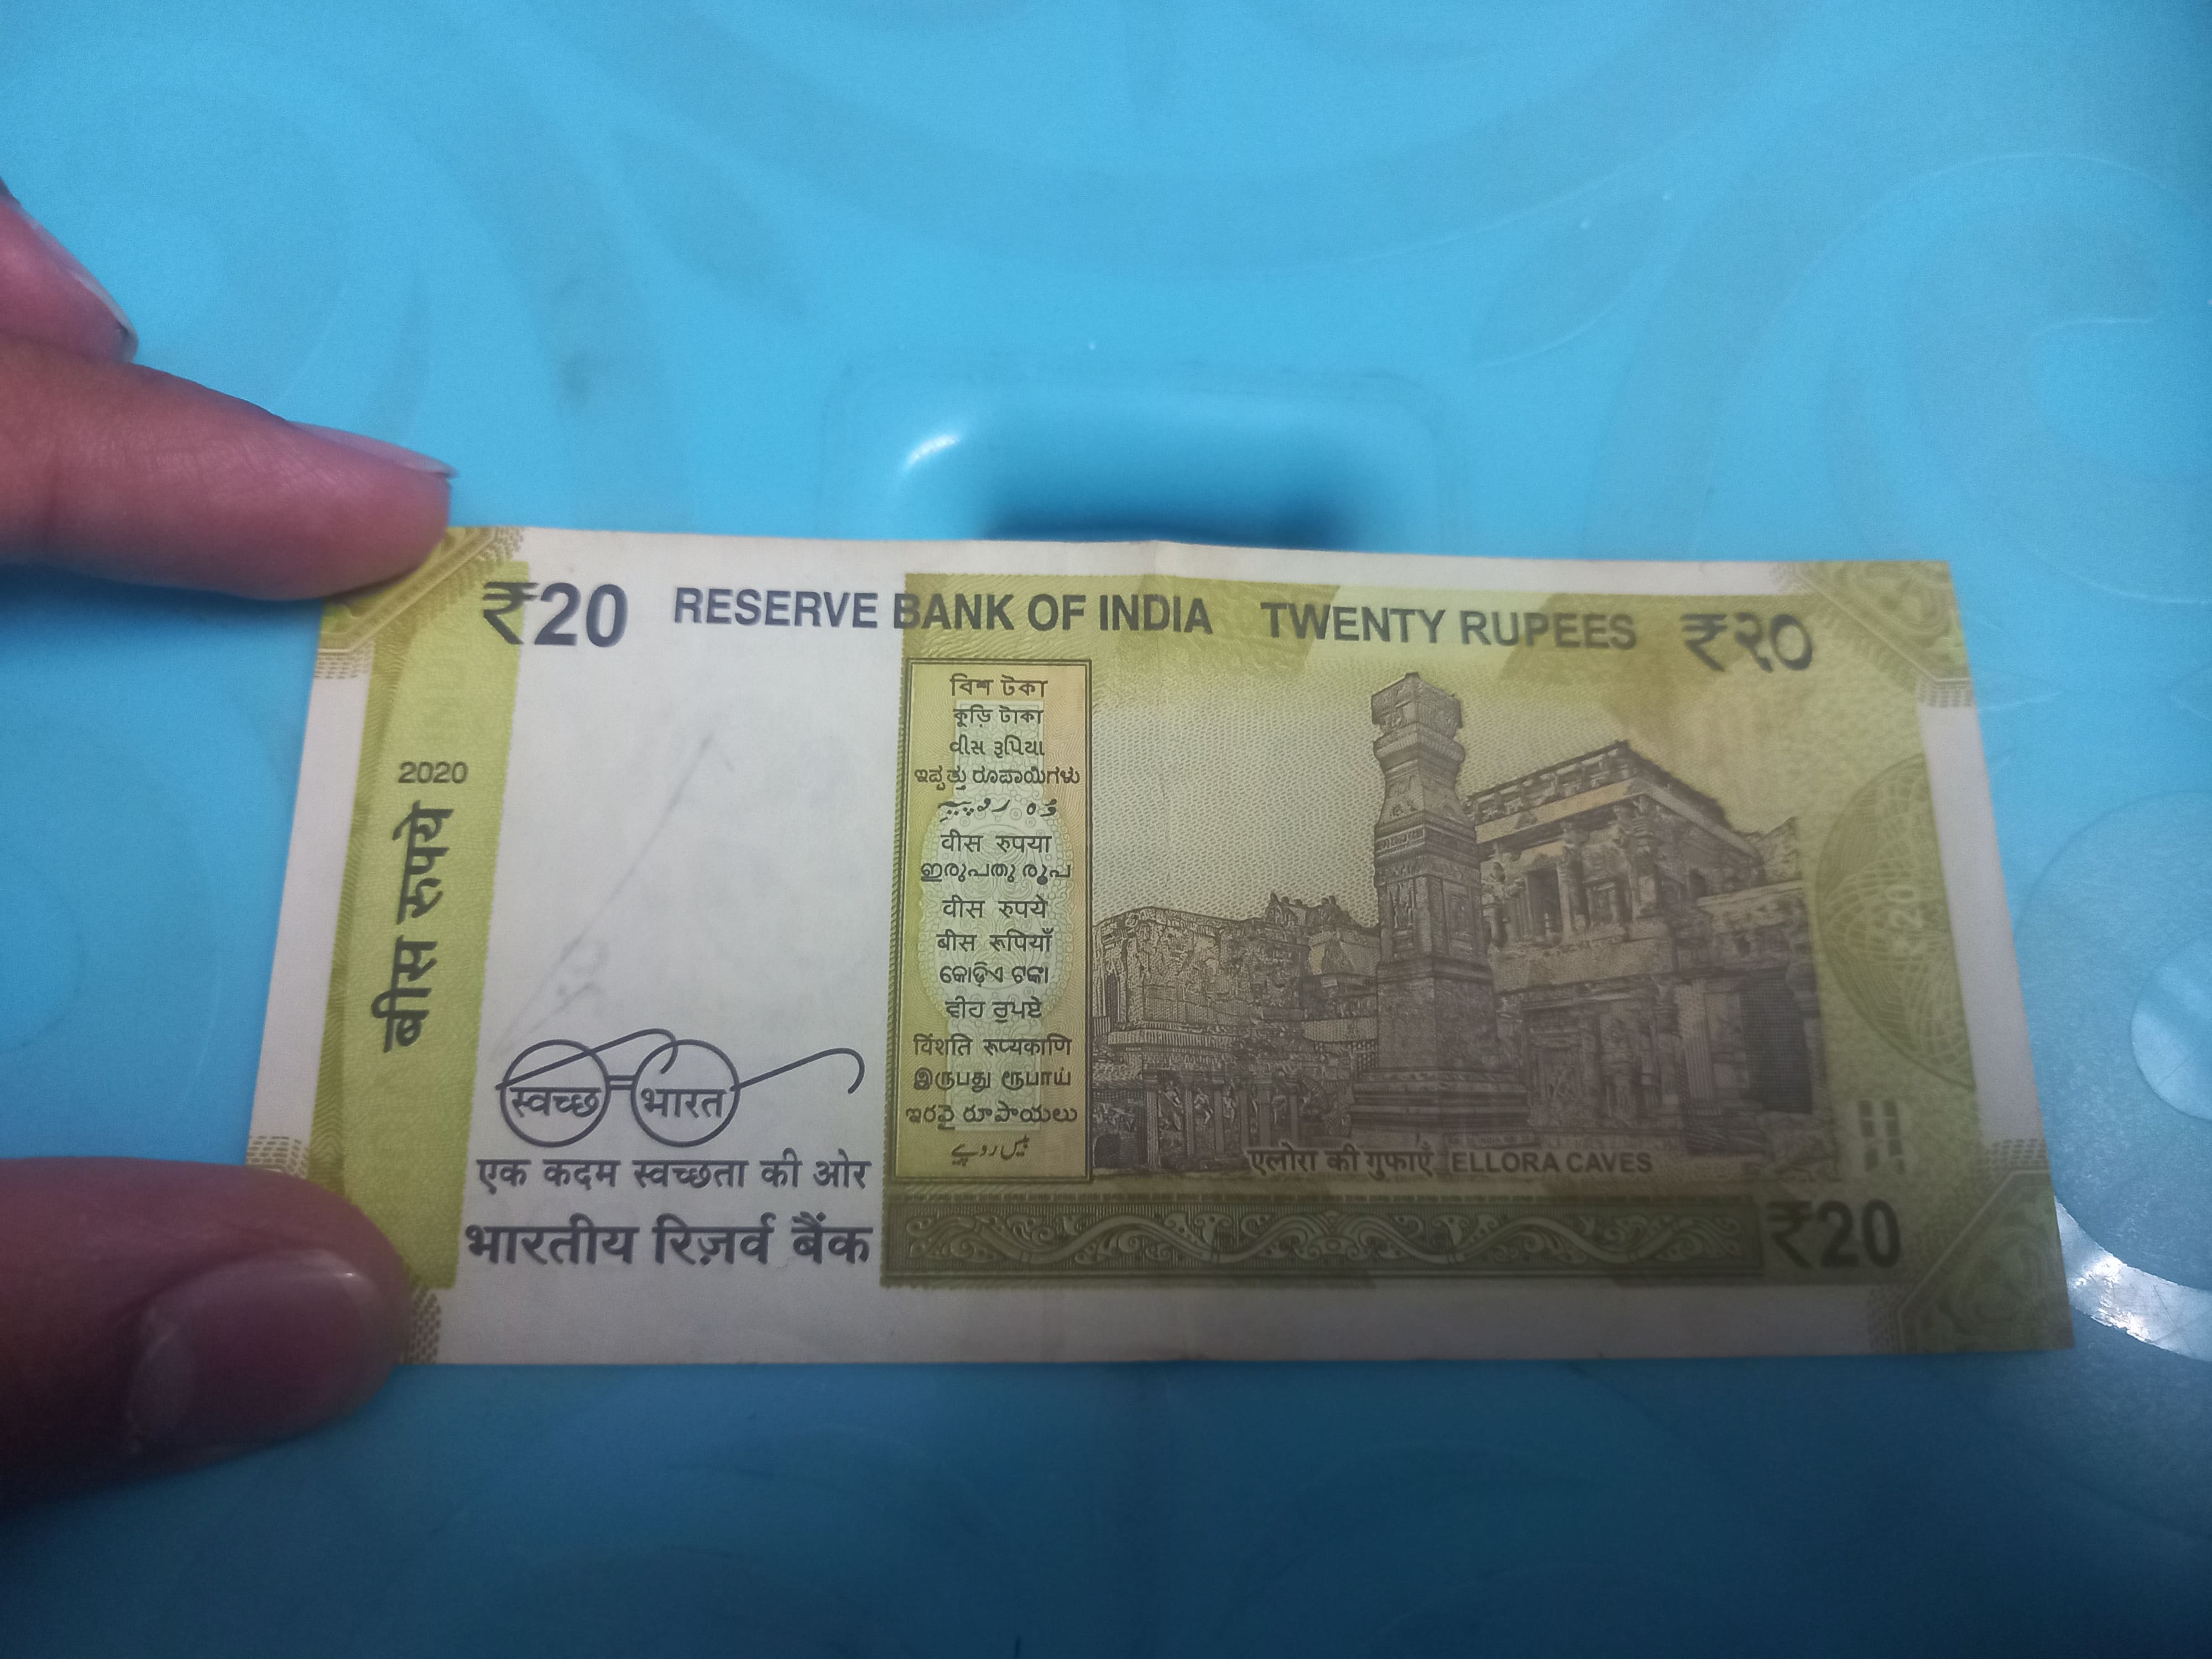 ₹20 RESERVE BANK OF INDIA TWENTY RUPEES ₹२०
2020
बीस रुपये
বিশ টকা
কুড়ি টাকা
વીસ રૂપિયા
ಇಪ್ಪತ್ತು ರೂಪಾಯಿಗಳು
वीस रुपया
ഇരുപതു രൂപ
वीस रुपये
बीस रूपियाँ
କୋଡ଼ିଏ ଟଙ୍କା
ਵੀਹ ਰੁਪਏ
विंशति रूप्यकाणि
இருபது ரூபாய்
ఇరవై రూపాయలు
بیس روپیے
स्वच्छ भारत
एक कदम स्वच्छता की ओर
भारतीय रिज़र्व बैंक
एलोरा की गुफाएँ ELLORA CAVES
₹20